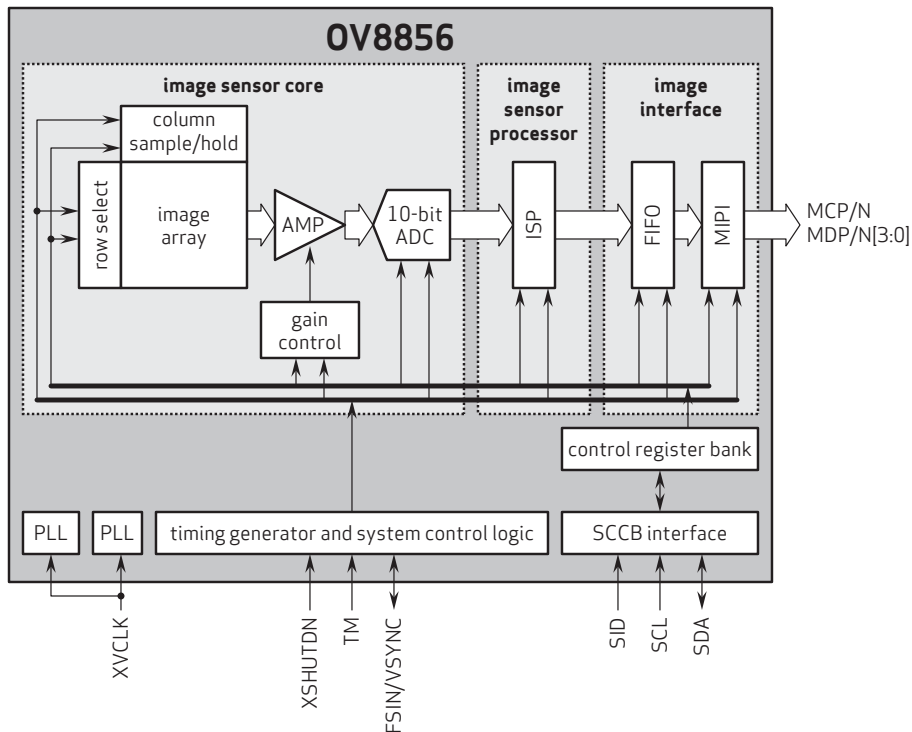 OV8856
image sensor core
image
sensor
processor
image
interface
column
sample/hold
row select
image
array
AMP
10-bit
ADC
ISP
FIFO
MIPI
MCP/N
MDP/N[3:0]
gain
control
control register bank
PLL
PLL
timing generator and system control logic
SCCB interface
XVCLK
XSHUTDN
TM
FSIN/VSYNC
SID
SCL
SDA